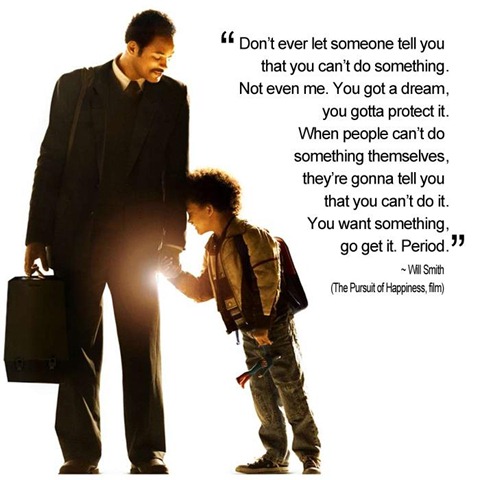 “ Don't ever let someone tell you
that you can't do something.
Not even me. You got a dream,
you gotta protect it.
When people can't do
something themselves,
they're gonna tell you
that you can't do it.
You want something,
go get it. Period.”
~ Will Smith
(The Pursuit of Happiness, film)